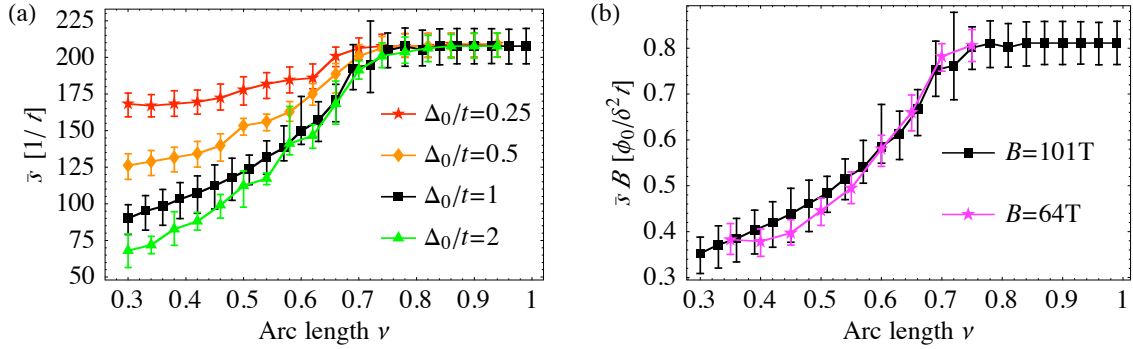 (a)
225
200
175
150
125
100
75
50
s̄ [1/t]
Δ₀/t=0.25
Δ₀/t=0.5
Δ₀/t=1
Δ₀/t=2
0.3 0.4 0.5 0.6 0.7 0.8 0.9 1
Arc length ν
(b)
0.8
0.7
0.6
0.5
0.4
0.3
s̄ B [ϕ₀/δ²t]
B=101T
B=64T
0.3 0.4 0.5 0.6 0.7 0.8 0.9 1
Arc length ν